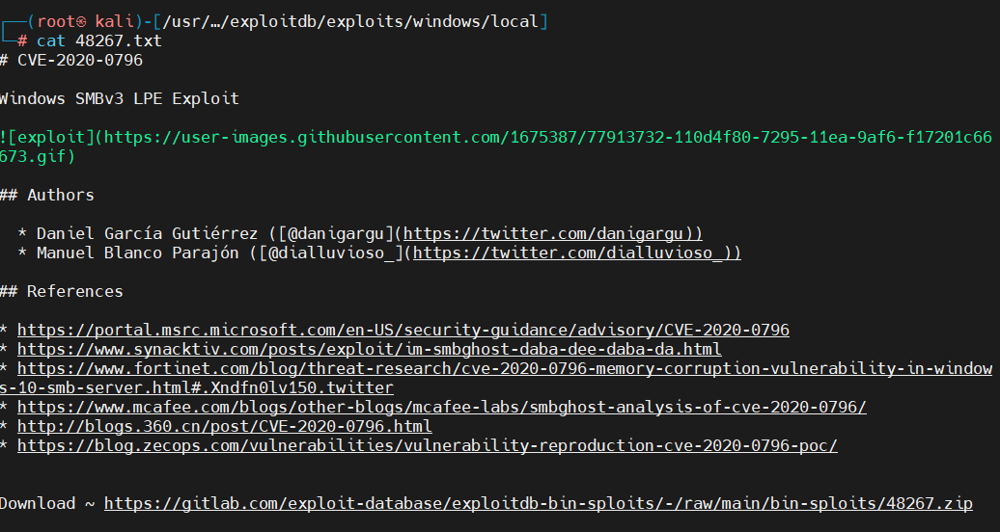 ┌──(root㉿ kali)-[/usr/…/exploitdb/exploits/windows/local]
└─# cat 48267.txt
# CVE-2020-0796
Windows SMBv3 LPE Exploit
![exploit](https://user-images.githubusercontent.com/1675387/77913732-110d4f80-7295-11ea-9af6-f17201c66
673.gif)
## Authors
* Daniel García Gutiérrez ([@danigargu](https://twitter.com/danigargu))
* Manuel Blanco Parajón ([@dialluvioso_](https://twitter.com/dialluvioso_))
## References
* https://portal.msrc.microsoft.com/en-US/security-guidance/advisory/CVE-2020-0796
* https://www.synacktiv.com/posts/exploit/im-smbghost-daba-dee-daba-da.html
* https://www.fortinet.com/blog/threat-research/cve-2020-0796-memory-corruption-vulnerability-in-window
s-10-smb-server.html#.Xndfn0lv150.twitter
* https://www.mcafee.com/blogs/other-blogs/mcafee-labs/smbghost-analysis-of-cve-2020-0796/
* http://blogs.360.cn/post/CVE-2020-0796.html
* https://blog.zecops.com/vulnerabilities/vulnerability-reproduction-cve-2020-0796-poc/
Download ~ https://gitlab.com/exploit-database/exploitdb-bin-sploits/-/raw/main/bin-sploits/48267.zip